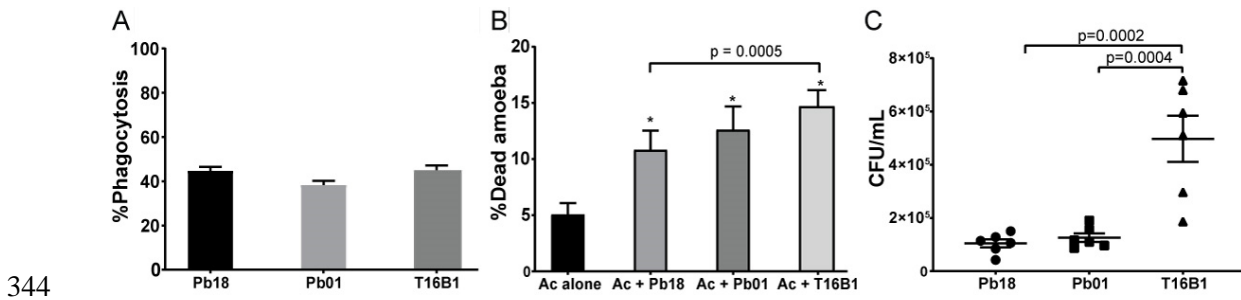 A
%Phagocytosis
100
80
60
40
20
0
Pb18 Pb01 T16B1
B
p = 0.0005
%Dead amoeba
20
15
10
5
0
*
*
*
Ac alone Ac + Pb18 Ac + Pb01 Ac + T16B1
C
p=0.0002
p=0.0004
CFU/mL
8×10⁵
6×10⁵
4×10⁵
2×10⁵
0
Pb18 Pb01 T16B1
344